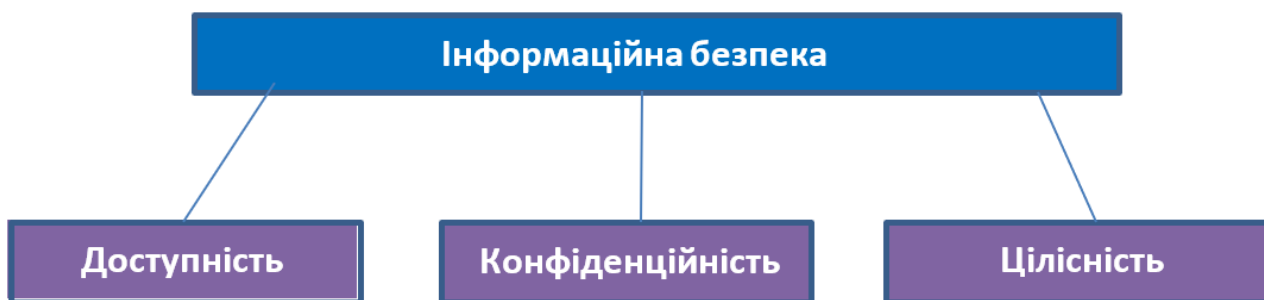 Інформаційна безпека
Доступність
Конфіденційність
Цілісність